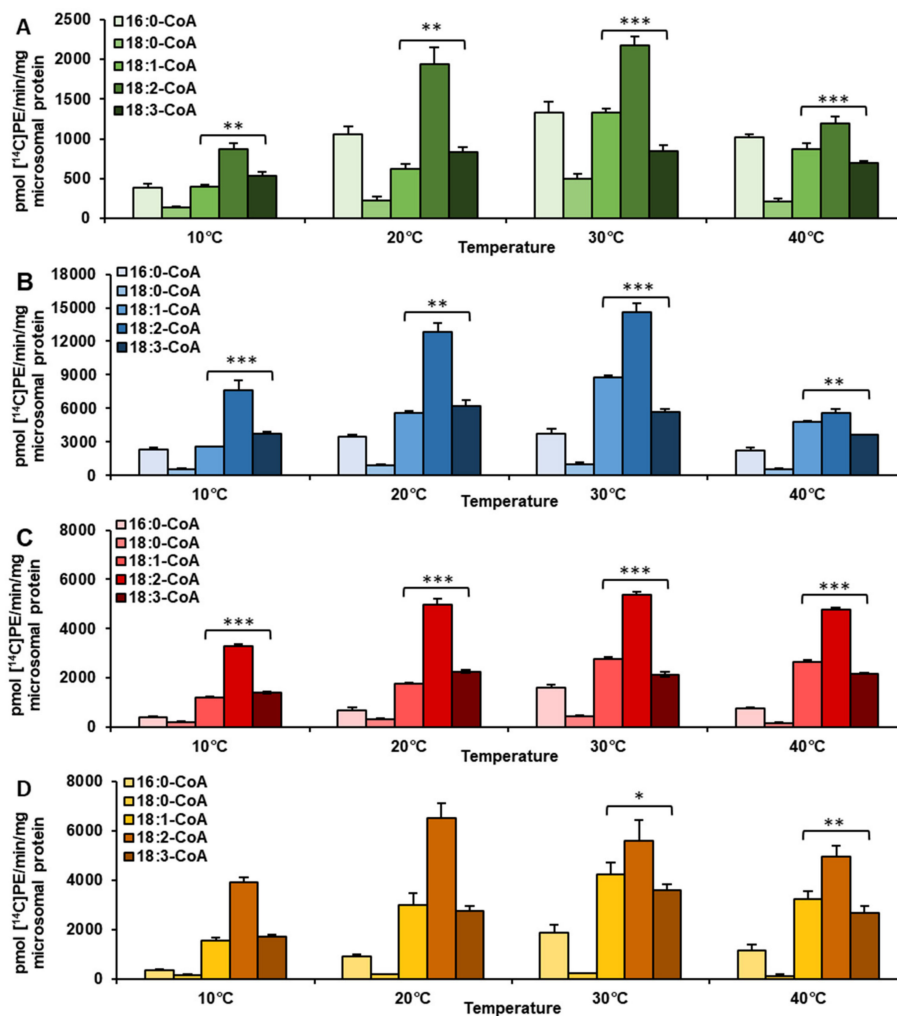 A
16:0-CoA
18:0-CoA
18:1-CoA
18:2-CoA
18:3-CoA
pmol [¹⁴C]PE/min/mg
microsomal protein
2500
2000
1500
1000
500
0
**
**
***
***
10°C
20°C
30°C
40°C
Temperature
B
16:0-CoA
18:0-CoA
18:1-CoA
18:2-CoA
18:3-CoA
pmol [¹⁴C]PE/min/mg
microsomal protein
18000
15000
12000
9000
6000
3000
0
***
**
***
**
10°C
20°C
30°C
40°C
Temperature
C
16:0-CoA
18:0-CoA
18:1-CoA
18:2-CoA
18:3-CoA
pmol [¹⁴C]PE/min/mg
microsomal protein
8000
6000
4000
2000
0
***
***
***
***
10°C
20°C
30°C
40°C
Temperature
D
16:0-CoA
18:0-CoA
18:1-CoA
18:2-CoA
18:3-CoA
pmol [¹⁴C]PE/min/mg
microsomal protein
8000
6000
4000
2000
0
*
**
10°C
20°C
30°C
40°C
Temperature